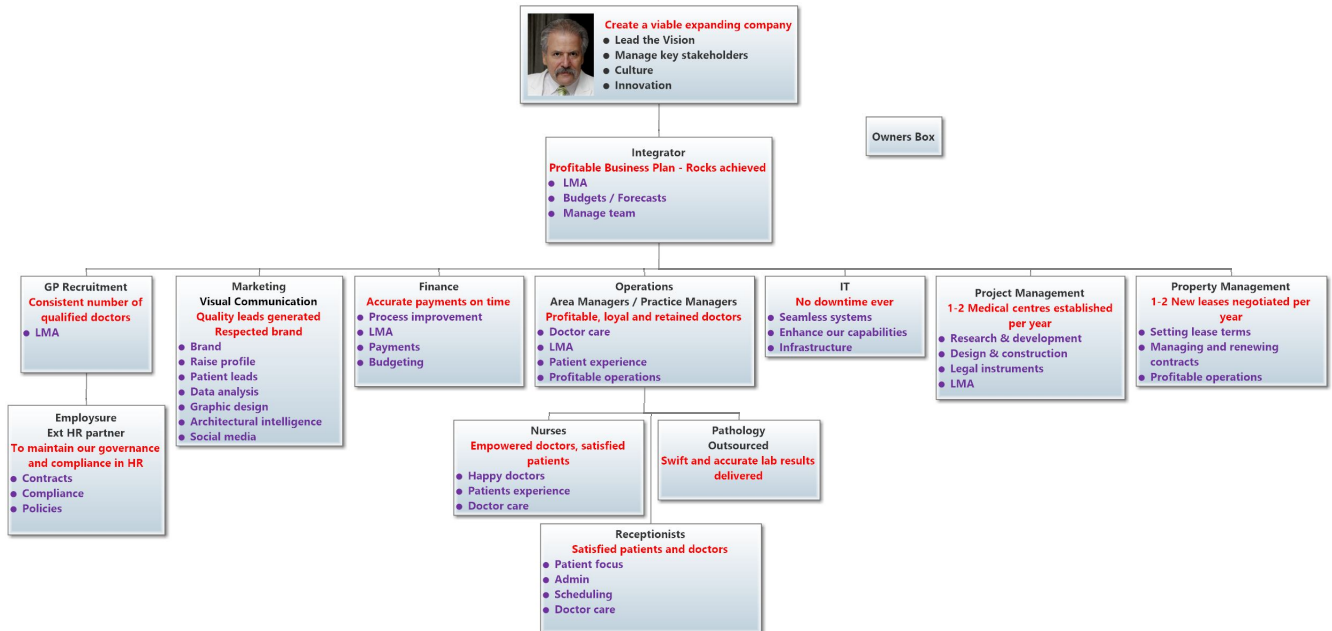 Create a viable expanding company
● Lead the Vision
● Manage key stakeholders
● Culture
● Innovation
Owners Box
Integrator
Profitable Business Plan - Rocks achieved
● LMA
● Budgets / Forecasts
● Manage team
GP Recruitment
Consistent number of
qualified doctors
● LMA
Marketing
Visual Communication
Quality leads generated
Respected brand
● Brand
● Raise profile
● Patient leads
● Data analysis
● Graphic design
● Architectural intelligence
● Social media
Finance
Accurate payments on time
● Process improvement
● LMA
● Payments
● Budgeting
Operations
Area Managers / Practice Managers
Profitable, loyal and retained doctors
● Doctor care
● LMA
● Patient experience
● Profitable operations
IT
No downtime ever
● Seamless systems
● Enhance our capabilities
● Infrastructure
Project Management
1-2 Medical centres established
per year
● Research & development
● Design & construction
● Legal instruments
● LMA
Property Management
1-2 New leases negotiated per
year
● Setting lease terms
● Managing and renewing
contracts
● Profitable operations
Employsure
Ext HR partner
To maintain our governance
and compliance in HR
● Contracts
● Compliance
● Policies
Nurses
Empowered doctors, satisfied
patients
● Happy doctors
● Patients experience
● Doctor care
Pathology
Outsourced
Swift and accurate lab results
delivered
Receptionists
Satisfied patients and doctors
● Patient focus
● Admin
● Scheduling
● Doctor care